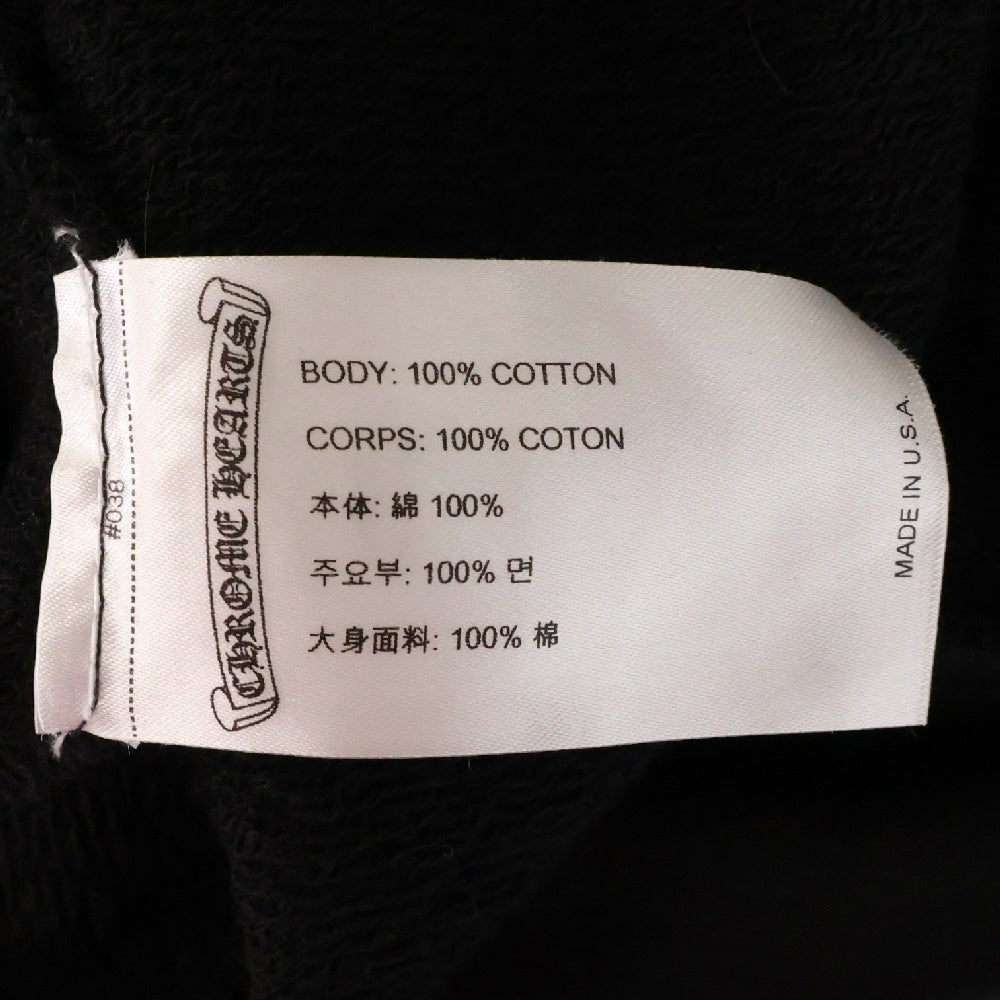 #038
CHROME HEARTS
BODY: 100% COTTON
CORPS: 100% COTON
本体: 綿 100%
주요부: 100% 면
大身面料: 100% 棉
MADE IN U.S.A.